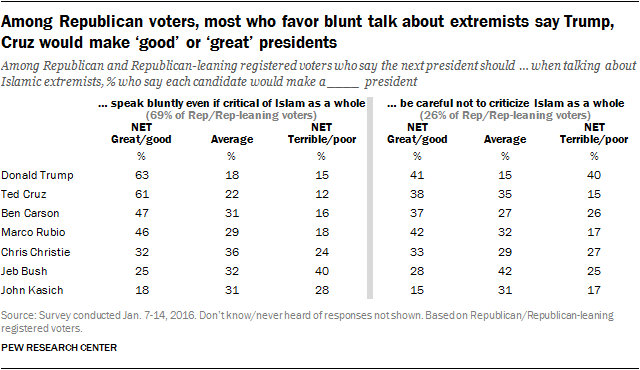 Among Republican voters, most who favor blunt talk about extremists say Trump,
Cruz would make ‘good’ or ‘great’ presidents
Among Republican and Republican-leaning registered voters who say the next president should ... when talking about
Islamic extremists, % who say each candidate would make a ____ president
... speak bluntly even if critical of Islam as a whole ... be careful not to criticize Islam as a whole
(69% of Rep/Rep-leaning voters) (26% of Rep/Rep-leaning voters)
NET NET NET NET
Great/good Average Terrible/poor Great/good Average Terrible/poor
% % % % % %
Donald Trump 63 18 15 41 15 40
Ted Cruz 61 22 12 38 35 15
Ben Carson 47 31 16 37 27 26
Marco Rubio 46 29 18 42 32 17
Chris Christie 32 36 24 33 29 27
Jeb Bush 25 32 40 28 42 25
John Kasich 18 31 28 15 31 17
Source: Survey conducted Jan. 7-14, 2016. Don’t know/never heard of responses not shown. Based on Republican/Republican-leaning
registered voters.
PEW RESEARCH CENTER